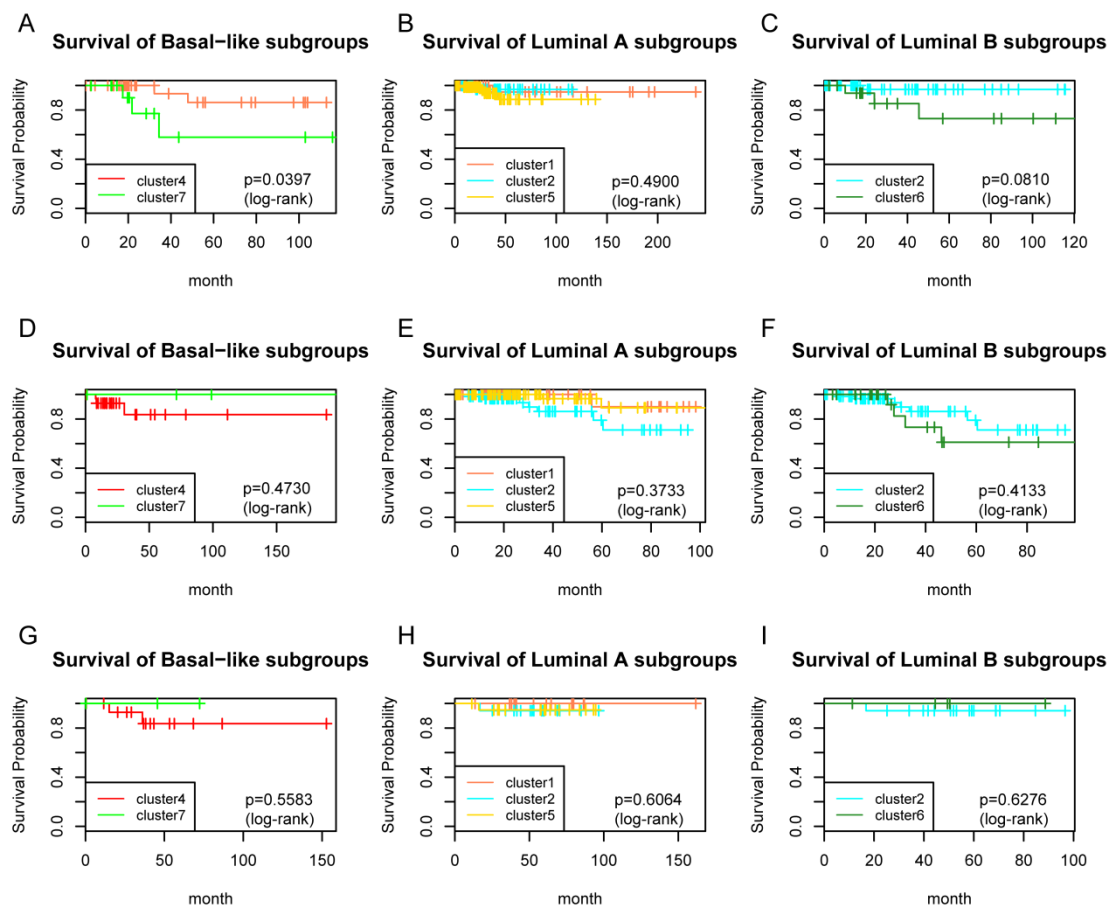 A
Survival of Basal−like subgroups
Survival Probability
0.0 0.4 0.8
cluster4
cluster7
p=0.0397
(log-rank)
0 20 40 60 80 100
month
B
Survival of Luminal A subgroups
Survival Probability
0.0 0.4 0.8
cluster1
cluster2
cluster5
p=0.4900
(log-rank)
0 50 100 150 200
month
C
Survival of Luminal B subgroups
Survival Probability
0.0 0.4 0.8
cluster2
cluster6
p=0.0810
(log-rank)
0 20 40 60 80 100 120
month
D
Survival of Basal−like subgroups
Survival Probability
0.0 0.4 0.8
cluster4
cluster7
p=0.4730
(log-rank)
0 50 100 150
month
E
Survival of Luminal A subgroups
Survival Probability
0.0 0.4 0.8
cluster1
cluster2
cluster5
p=0.3733
(log-rank)
0 20 40 60 80 100
month
F
Survival of Luminal B subgroups
Survival Probability
0.0 0.4 0.8
cluster2
cluster6
p=0.4133
(log-rank)
0 20 40 60 80
month
G
Survival of Basal−like subgroups
Survival Probability
0.0 0.4 0.8
cluster4
cluster7
p=0.5583
(log-rank)
0 50 100 150
month
H
Survival of Luminal A subgroups
Survival Probability
0.0 0.4 0.8
cluster1
cluster2
cluster5
p=0.6064
(log-rank)
0 50 100 150
month
I
Survival of Luminal B subgroups
Survival Probability
0.0 0.4 0.8
cluster2
cluster6
p=0.6276
(log-rank)
0 20 40 60 80 100
month